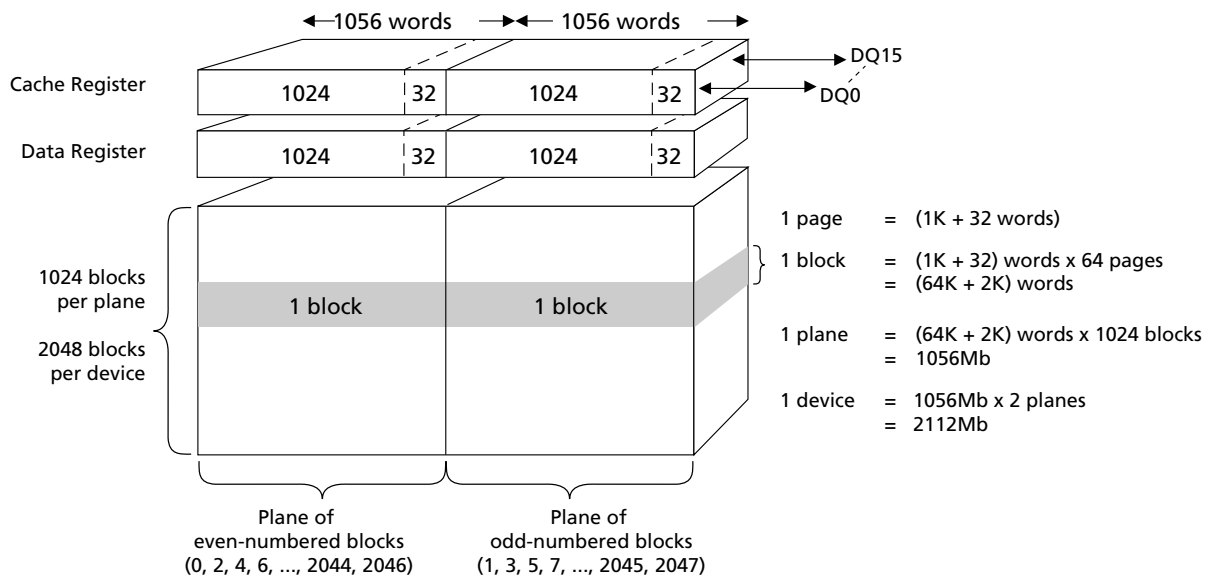 1056 words
1056 words
Cache Register
1024
32
1024
32
DQ15
DQ0
Data Register
1024
32
1024
32
1024 blocks
per plane
2048 blocks
per device
1 block
1 block
1 page = (1K + 32 words)
1 block = (1K + 32) words x 64 pages
= (64K + 2K) words
1 plane = (64K + 2K) words x 1024 blocks
= 1056Mb
1 device = 1056Mb x 2 planes
= 2112Mb
Plane of
even-numbered blocks
(0, 2, 4, 6, ..., 2044, 2046)
Plane of
odd-numbered blocks
(1, 3, 5, 7, ..., 2045, 2047)